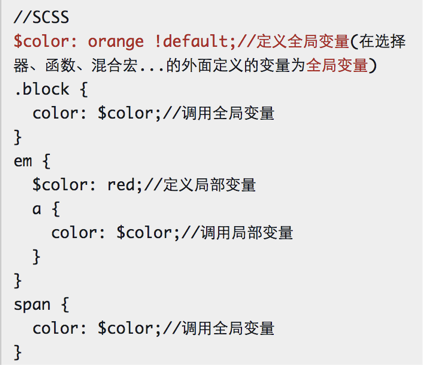 //SCSS
$color: orange !default;//定义全局变量(在选择
器、函数、混合宏...的外面定义的变量为全局变量)
.block {
  color: $color;//调用全局变量
}
em {
  $color: red;//定义局部变量
  a {
    color: $color;//调用局部变量
  }
}
span {
  color: $color;//调用全局变量
}